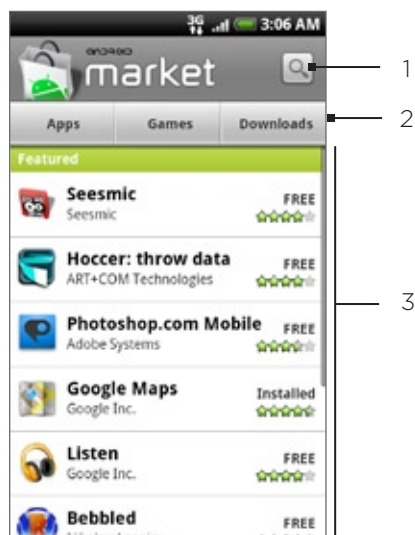 3G 3:06 AM
ANDROID
market
1
Apps Games Downloads
2
Featured
Seesmic FREE
Seesmic
Hoccer: throw data FREE
ART+COM Technologies
3
Photoshop.com Mobile FREE
Adobe Systems
Google Maps Installed
Google Inc.
Listen FREE
Google Inc.
Bebbled FREE